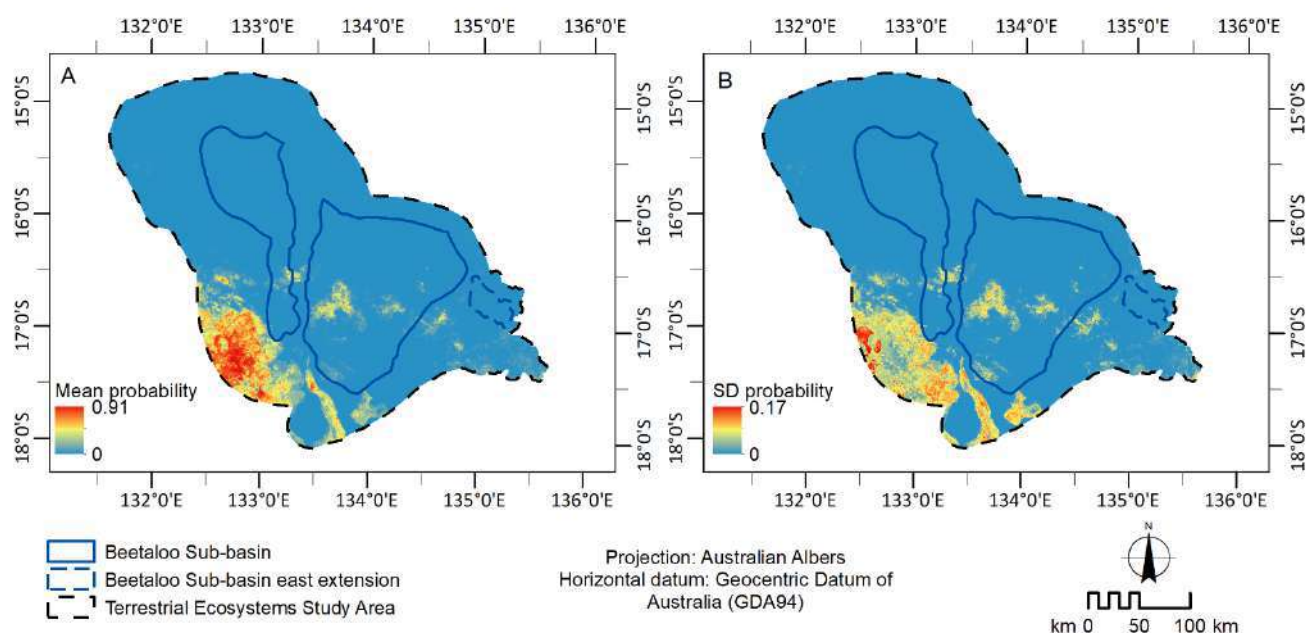 132°0'E 133°0'E 134°0'E 135°0'E 136°0'E
132°0'E 133°0'E 134°0'E 135°0'E 136°0'E
A
15°0'S
16°0'S
17°0'S
18°0'S
Mean probability
0.91
0
15°0'S
16°0'S
17°0'S
18°0'S
132°0'E 133°0'E 134°0'E 135°0'E 136°0'E
B
15°0'S
16°0'S
17°0'S
18°0'S
SD probability
0.17
0
15°0'S
16°0'S
17°0'S
18°0'S
132°0'E 133°0'E 134°0'E 135°0'E 136°0'E
Beetaloo Sub-basin
Beetaloo Sub-basin east extension
Terrestrial Ecosystems Study Area
Projection: Australian Albers
Horizontal datum: Geocentric Datum of
Australia (GDA94)
N
km 0 50 100 km